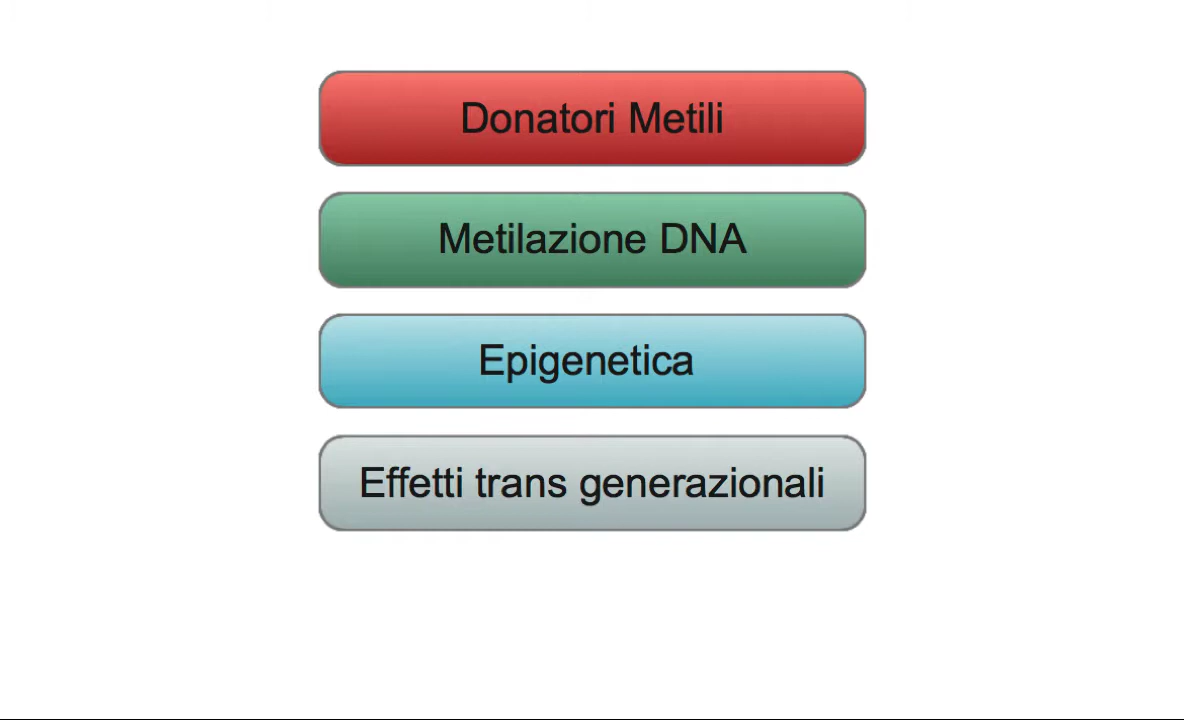 Donatori Metili
Metilazione DNA
Epigenetica
Effetti trans generazionali